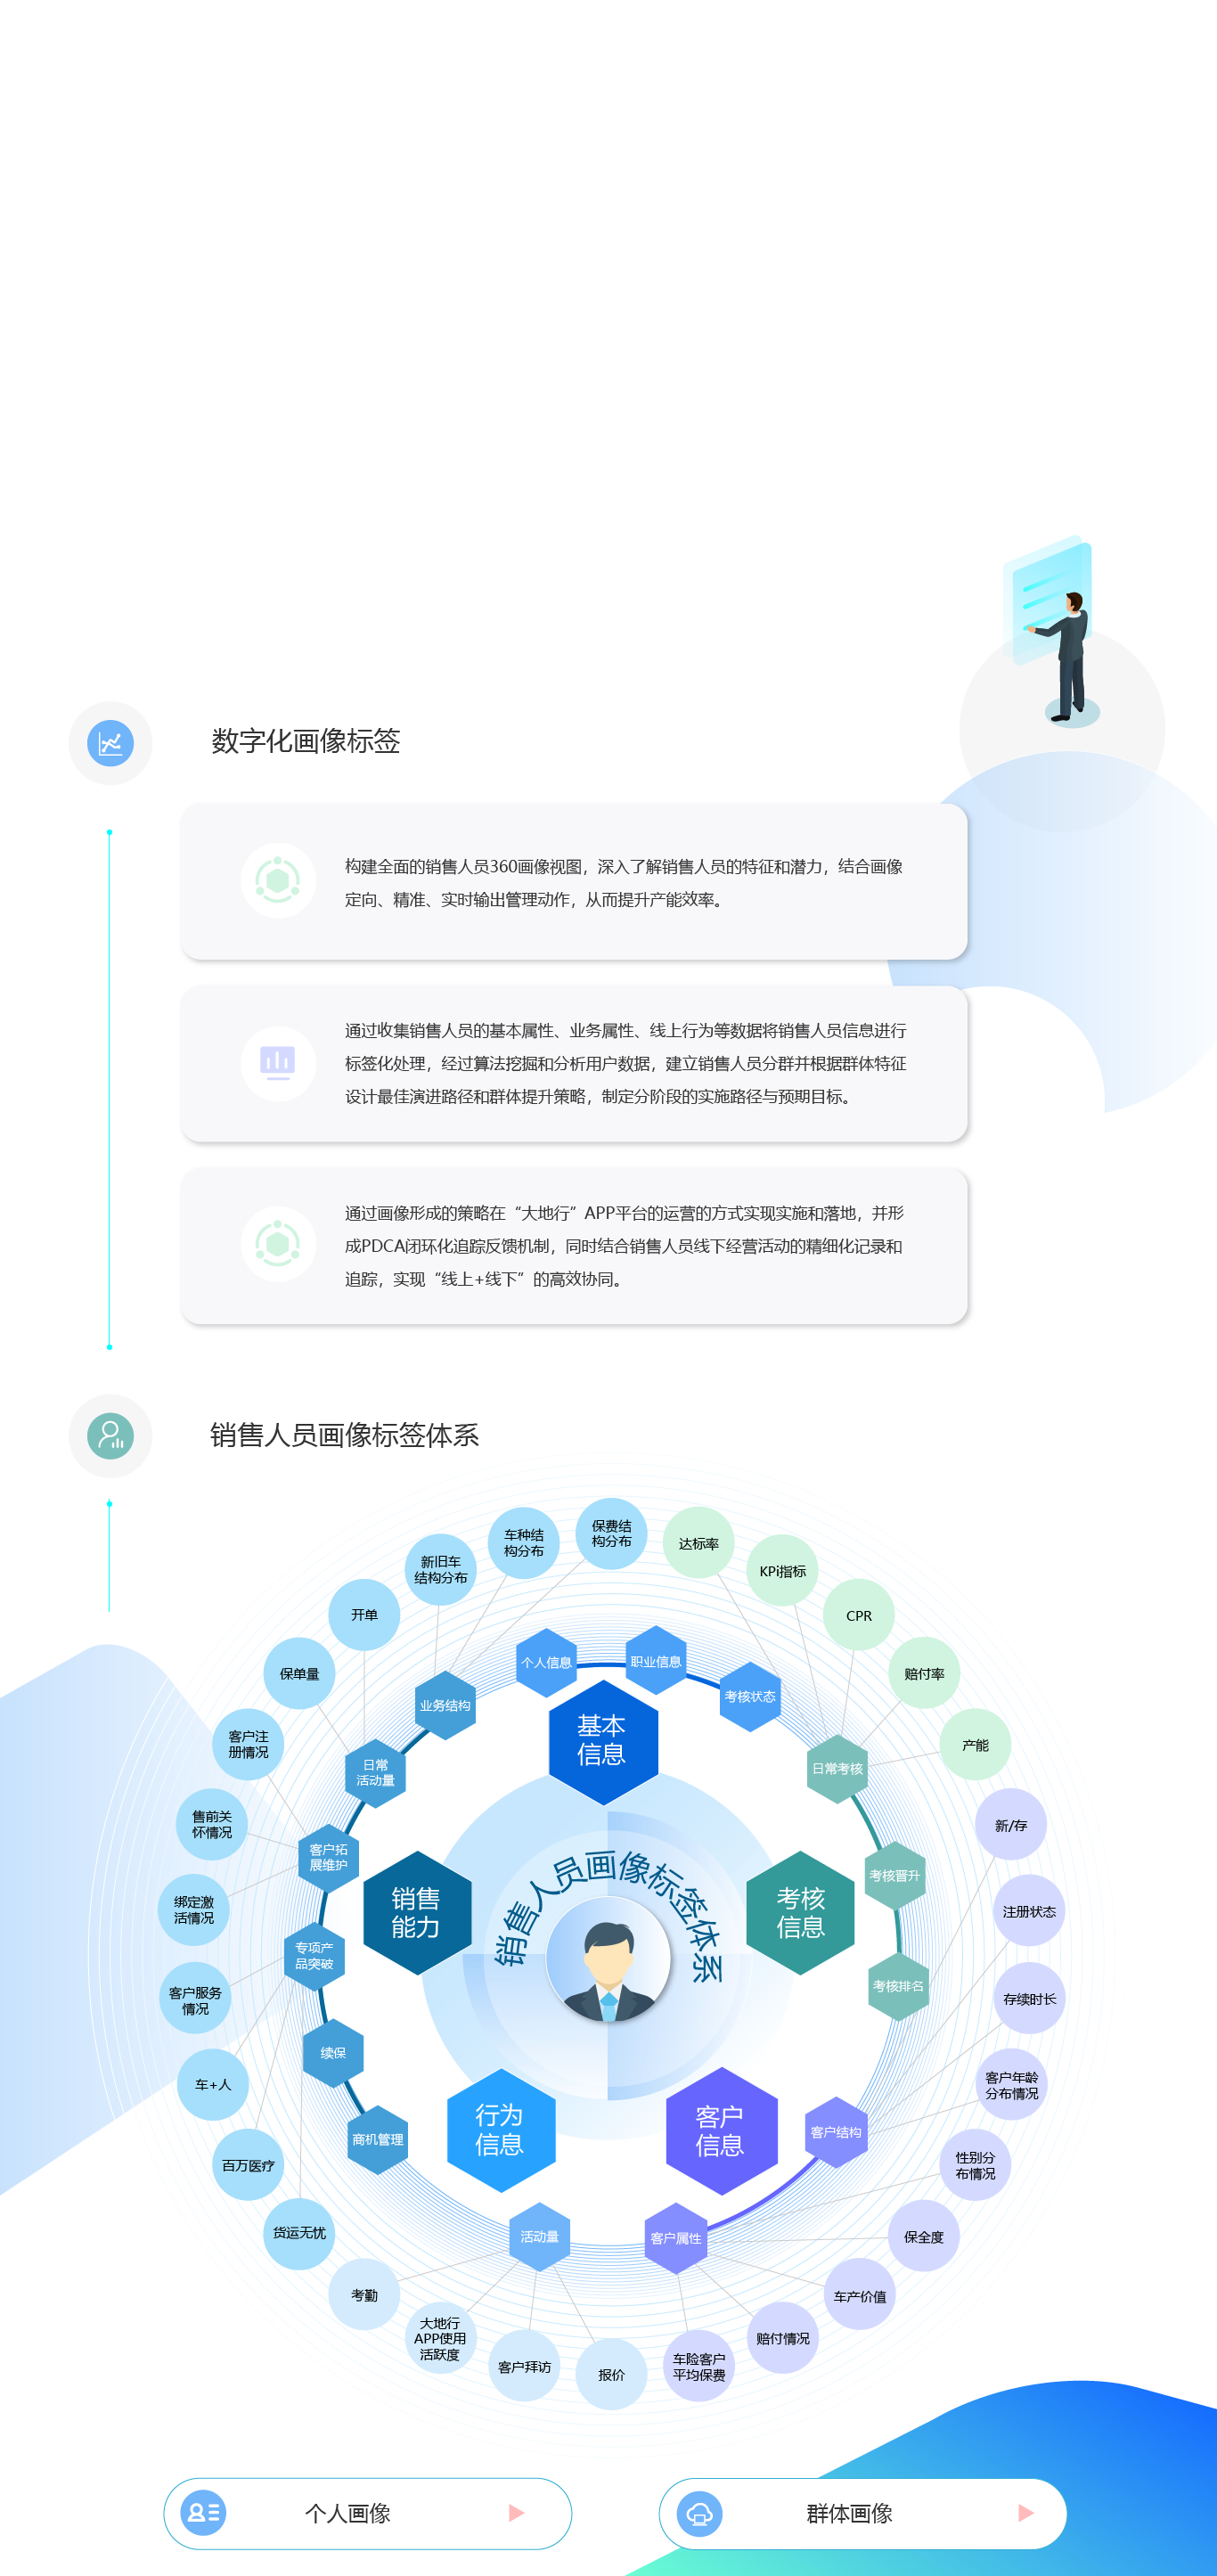 数字化画像标签
构建全面的销售人员360画像视图，深入了解销售人员的特征和潜力，结合画像
定向、精准、实时输出管理动作，从而提升产能效率。
通过收集销售人员的基本属性、业务属性、线上行为等数据将销售人员信息进行
标签化处理，经过算法挖掘和分析用户数据，建立销售人员分群并根据群体特征
设计最佳演进路径和群体提升策略，制定分阶段的实施路径与预期目标。
通过画像形成的策略在“大地行”APP平台的运营的方式实现实施和落地，并形
成PDCA闭环化追踪反馈机制，同时结合销售人员线下经营活动的精细化记录和
追踪，实现“线上+线下”的高效协同。
销售人员画像标签体系
保费结
构分布
车种结
构分布
新旧车
结构分布
开单
保单量
客户注
册情况
售前关
怀情况
绑定激
活情况
客户服务
情况
车+人
百万医疗
货运无忧
考勤
大地行
APP使用
活跃度
客户拜访
报价
达标率
KPi指标
CPR
赔付率
产能
新/存
注册状态
存续时长
客户年龄
分布情况
性别分
布情况
保全度
车产价值
赔付情况
车险客户
平均保费
个人信息
职业信息
考核状态
业务结构
日常
活动量
客户拓
展维护
专项产
品突破
续保
商机管理
活动量
日常考核
考核晋升
考核排名
客户结构
客户属性
基本
信息
销售
能力
考核
信息
行为
信息
客户
信息
销售人员画像标签体系
个人画像
群体画像